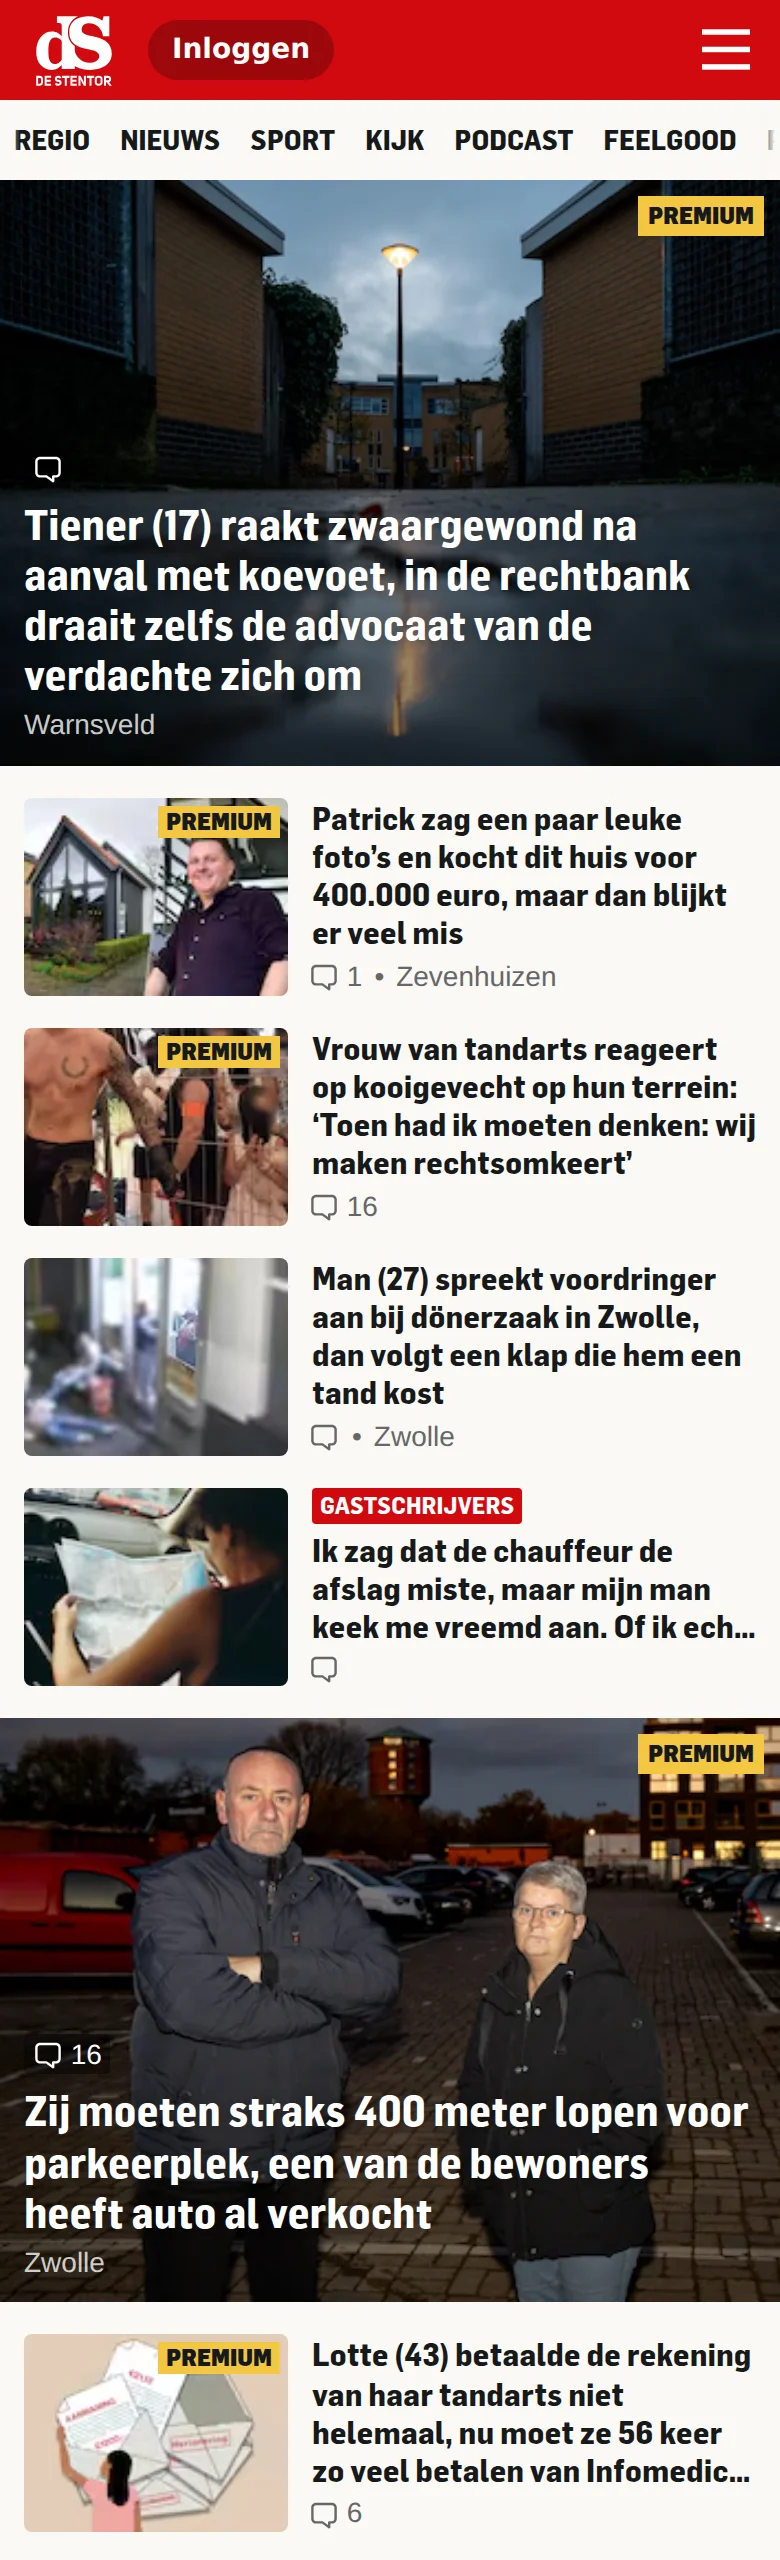 dS
DE STENTOR
Inloggen
REGIO NIEUWS SPORT KIJK PODCAST FEELGOOD
PREMIUM
Tiener (17) raakt zwaargewond na
aanval met koevoet, in de rechtbank
draait zelfs de advocaat van de
verdachte zich om
Warnsveld
PREMIUM
Patrick zag een paar leuke
foto’s en kocht dit huis voor
400.000 euro, maar dan blijkt
er veel mis
1 • Zevenhuizen
PREMIUM
Vrouw van tandarts reageert
op kooigevecht op hun terrein:
‘Toen had ik moeten denken: wij
maken rechtsomkeert’
16
Man (27) spreekt voordringer
aan bij dönerzaak in Zwolle,
dan volgt een klap die hem een
tand kost
• Zwolle
GASTSCHRIJVERS
Ik zag dat de chauffeur de
afslag miste, maar mijn man
keek me vreemd aan. Of ik ech...
PREMIUM
16
Zij moeten straks 400 meter lopen voor
parkeerplek, een van de bewoners
heeft auto al verkocht
Zwolle
PREMIUM
AANMANING
Lotte (43) betaalde de rekening
van haar tandarts niet
helemaal, nu moet ze 56 keer
zo veel betalen van Infomedic...
6